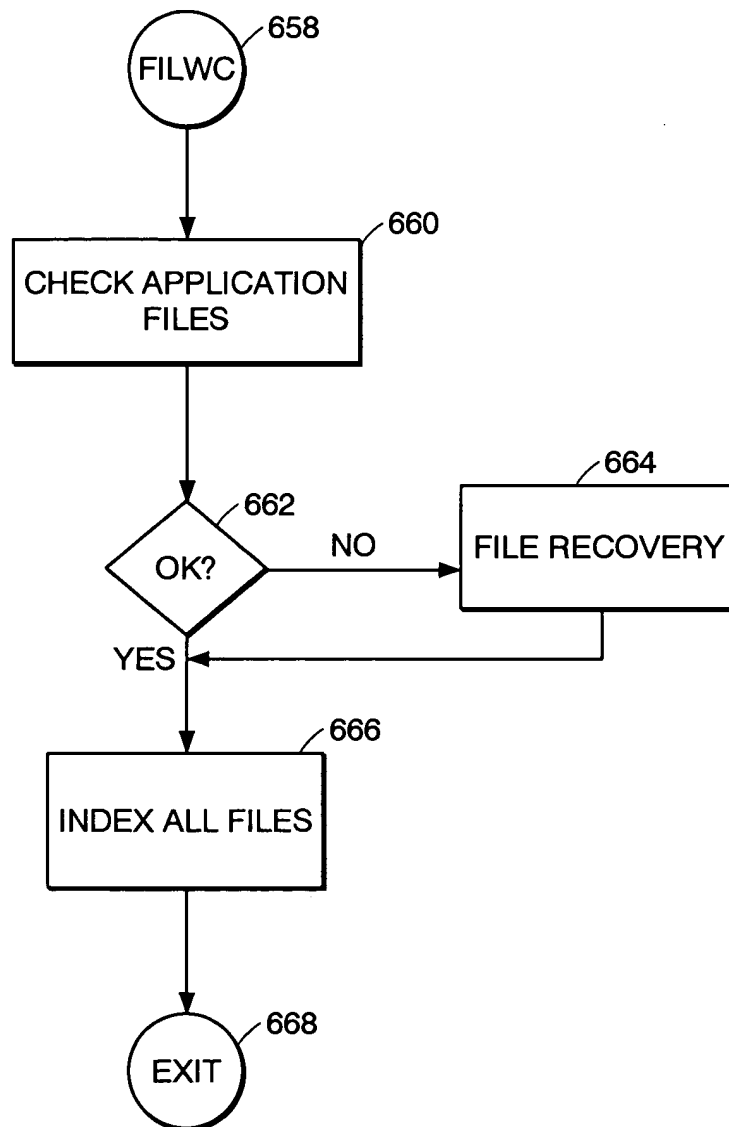 658
FILWC
660
CHECK APPLICATION
FILES
664
662
OK?
NO
FILE RECOVERY
YES
666
INDEX ALL FILES
668
EXIT